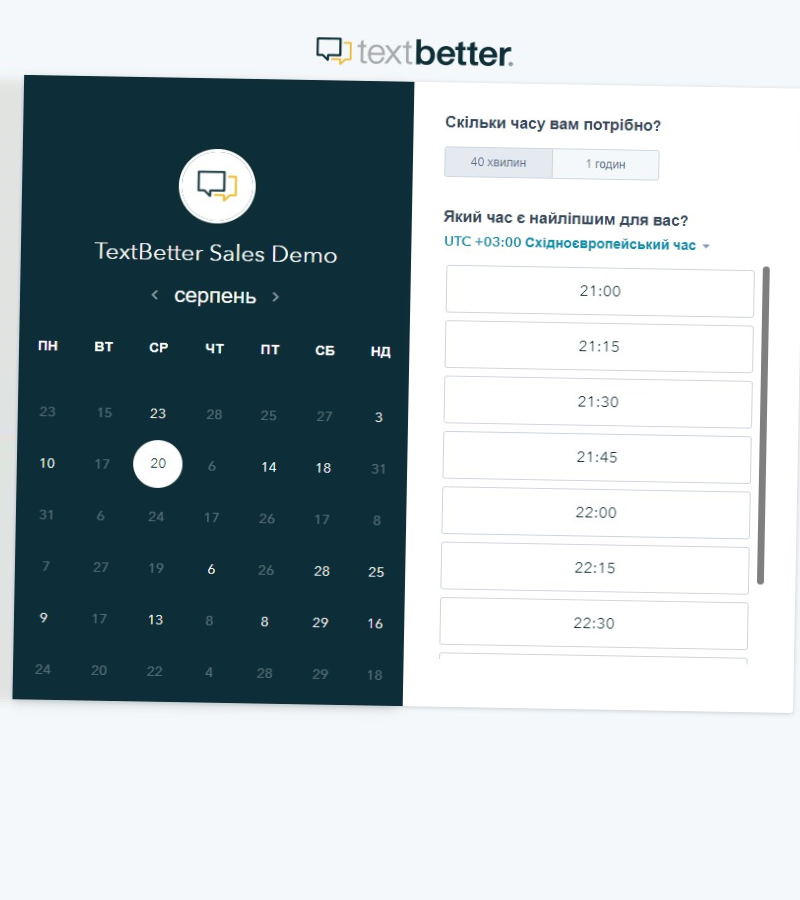 textbetter.
TextBetter Sales Demo
серпень
ПН ВТ СР ЧТ ПТ СБ НД
23 15 23 28 25 27 3
10 17 20 6 14 18 31
31 6 24 17 26 17 8
7 27 19 6 26 28 25
9 17 13 8 8 29 16
24 20 22 4 28 29 18
Скільки часу вам потрібно?
40 хвилин 1 годин
Який час є найліпшим для вас?
UTC +03:00 Східноєвропейський час
21:00
21:15
21:30
21:45
22:00
22:15
22:30